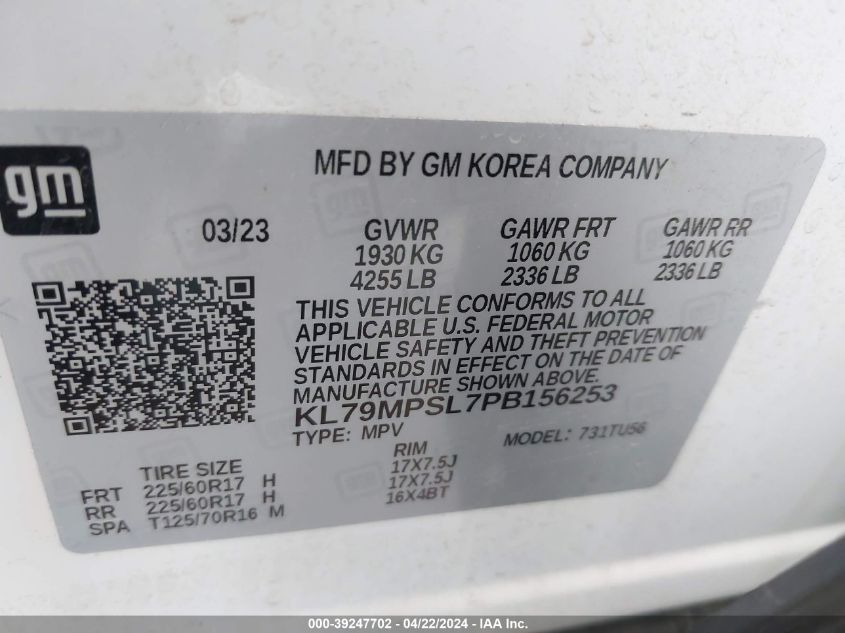 gm
MFD BY GM KOREA COMPANY
03/23
GVWR GAWR FRT GAWR RR
1930 KG 1060 KG 1060 KG
4255 LB 2336 LB 2336 LB
THIS VEHICLE CONFORMS TO ALL
APPLICABLE U.S. FEDERAL MOTOR
VEHICLE SAFETY AND THEFT PREVENTION
STANDARDS IN EFFECT ON THE DATE OF
MANUFACTURE SHOWN ABOVE.
KL79MPSL7PB156253
TYPE: MPV MODEL: 731TU56
TIRE SIZE RIM
FRT 225/60R17 H 17X7.5J
RR 225/60R17 H 17X7.5J
SPA T125/70R16 M 16X4BT
000-39247702 - 04/22/2024 - IAA Inc.